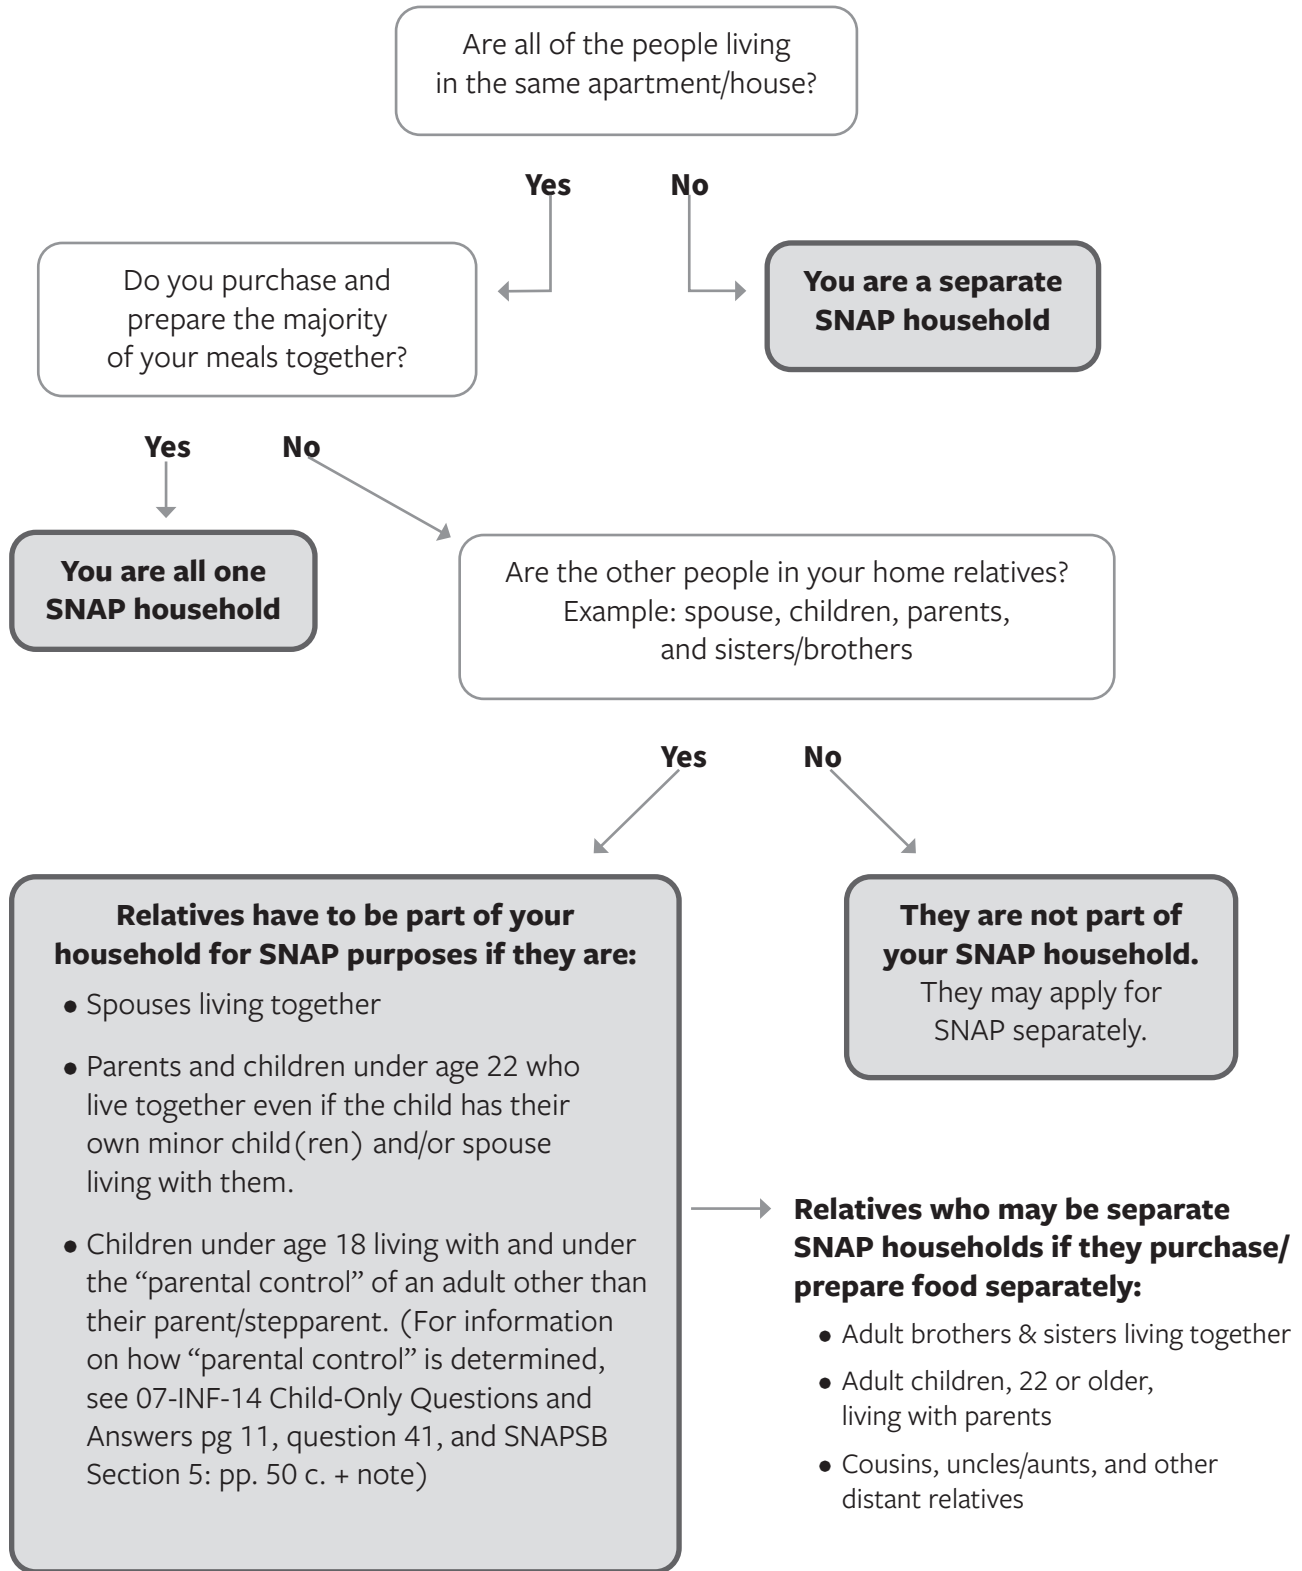 Are all of the people living
in the same apartment/house?
Yes
No
Do you purchase and
prepare the majority
of your meals together?
You are a separate
SNAP household
Yes
No
You are all one
SNAP household
Are the other people in your home relatives?
Example: spouse, children, parents,
and sisters/brothers
Yes
No
Relatives have to be part of your
household for SNAP purposes if they are:
• Spouses living together
• Parents and children under age 22 who
live together even if the child has their
own minor child(ren) and/or spouse
living with them.
• Children under age 18 living with and under
the “parental control” of an adult other than
their parent/stepparent. (For information
on how “parental control” is determined,
see 07-INF-14 Child-Only Questions and
Answers pg 11, question 41, and SNAPSB
Section 5: pp. 50 c. + note)
They are not part of
your SNAP household.
They may apply for
SNAP separately.
Relatives who may be separate
SNAP households if they purchase/
prepare food separately:
• Adult brothers & sisters living together
• Adult children, 22 or older,
living with parents
• Cousins, uncles/aunts, and other
distant relatives